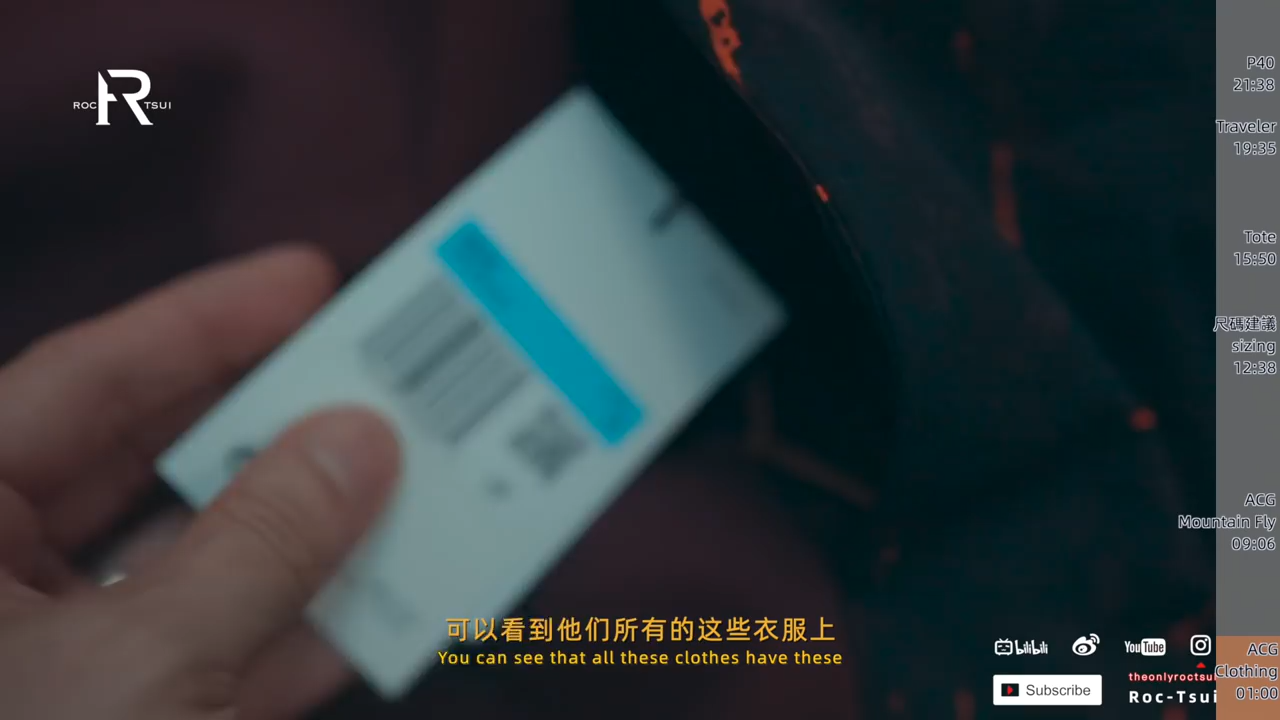 ROC R TSUI
P40
21:38
Traveler
19:35
Tote
15:50
尺碼建議
sizing
12:38
ACG
Mountain Fly
09:06
可以看到他们所有的这些衣服上
You can see that all these clothes have these
bilibili
YouTube
Subscribe
theonlyroctsui
Roc-Tsui
ACG
Clothing
01:00